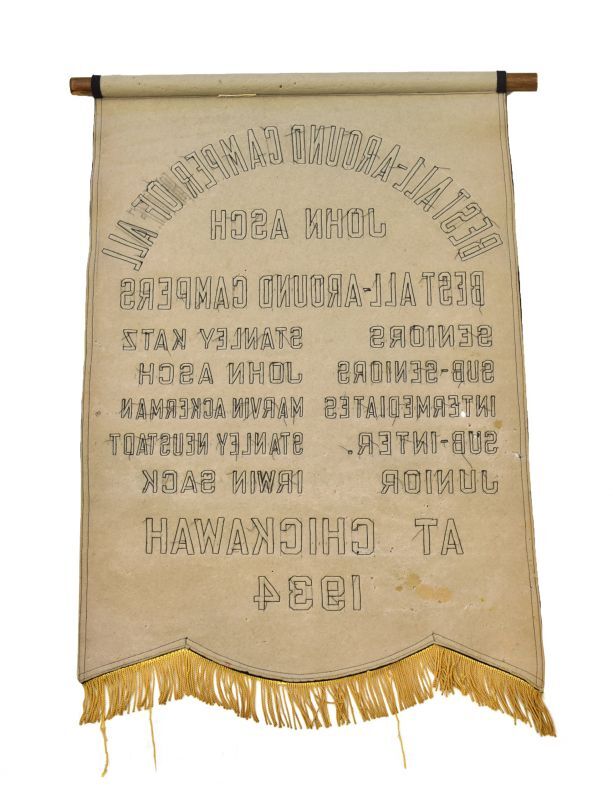 BEST ALL-AROUND CAMPER OF ALL
JOHN ASCH
BEST ALL-AROUND CAMPERS
SENIORS STANLEY KATZ
SUB-SENIORS JOHN ASCH
INTERMEDIATES MARVIN ACKERMAN
SUB-INTER. STANLEY NEUSTADT
JUNIOR IRWIN SACK
AT CHICKAWAH
1934